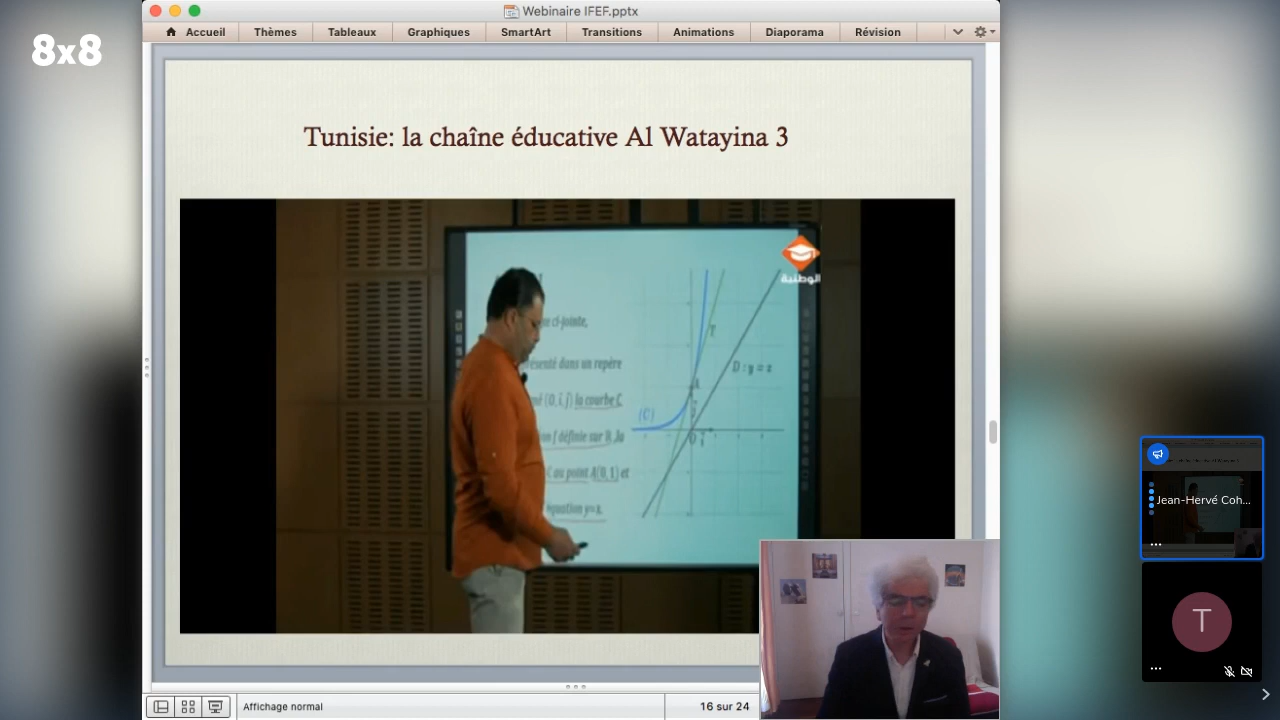 8x8
Webinaire IFEF.pptx
Accueil Thèmes Tableaux Graphiques SmartArt Transitions Animations Diaporama Révision
Tunisie: la chaîne éducative Al Watayina 3
الوطنية
ci-jointe,
dans un repère
(O, i, j) la courbe C
f définie sur
C au point A(0,1) et
équation y=x.
T
D : y = x
A
(C)
O
Jean-Hervé Coh...
T
Affichage normal
16 sur 24